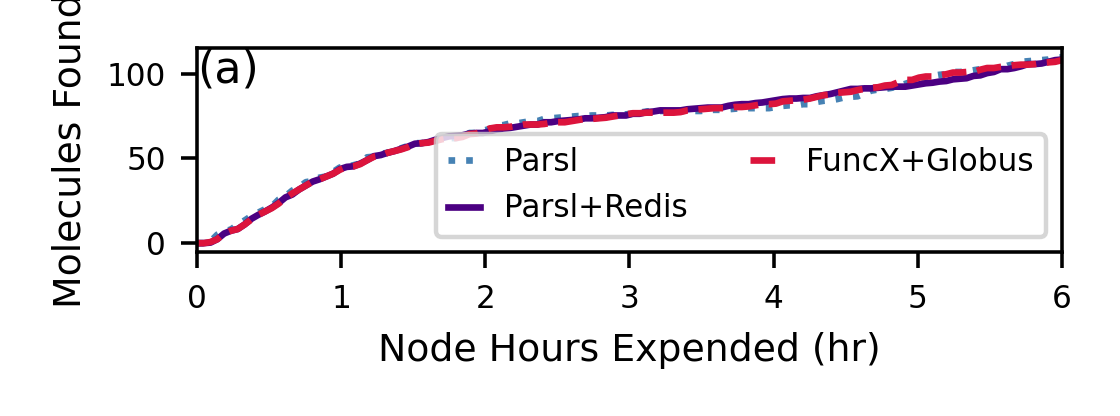 Molecules Found
(a)
100
50
0
Parsl
Parsl+Redis
FuncX+Globus
0 1 2 3 4 5 6
Node Hours Expended (hr)